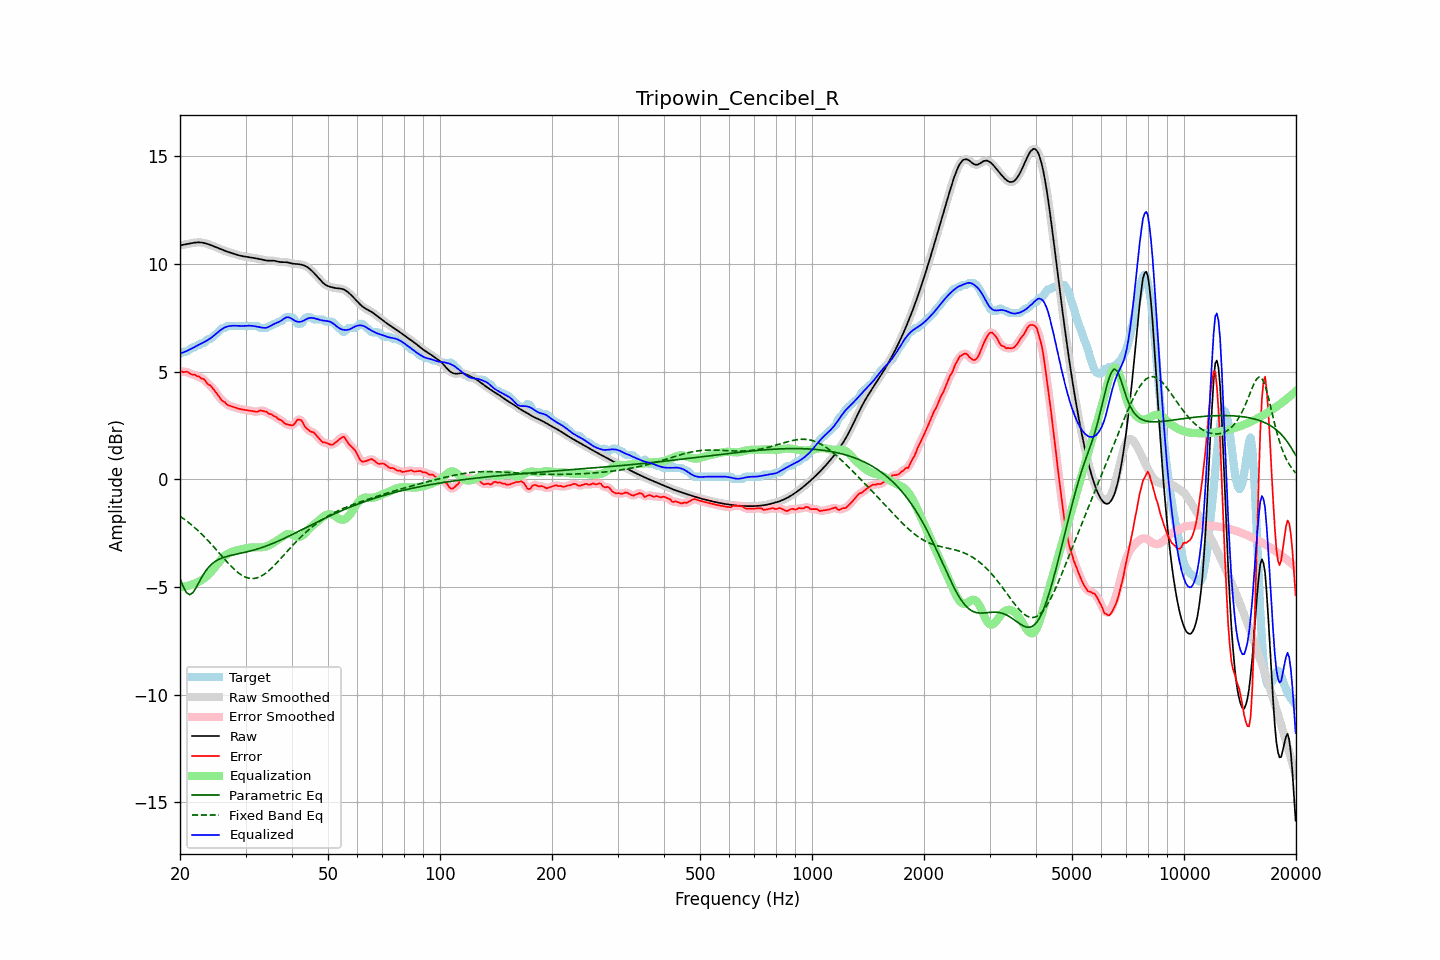 Tripowin_Cencibel_R
Amplitude (dBr)
15
10
5
0
−5
−10
−15
Target
Raw Smoothed
Error Smoothed
Raw
Error
Equalization
Parametric Eq
Fixed Band Eq
Equalized
20
50
100
200
500
1000
2000
5000
10000
20000
Frequency (Hz)